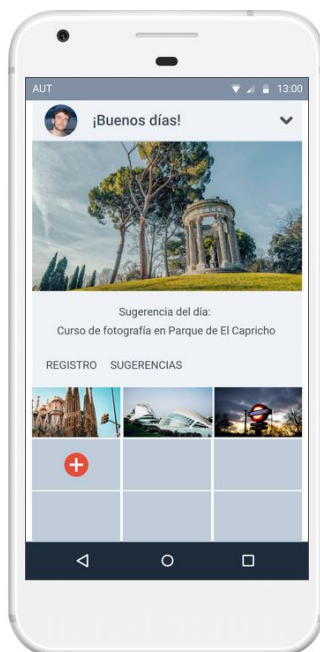 AUT
13:00
¡Buenos días!
Sugerencia del día:
Curso de fotografía en Parque de El Capricho
REGISTRO SUGERENCIAS